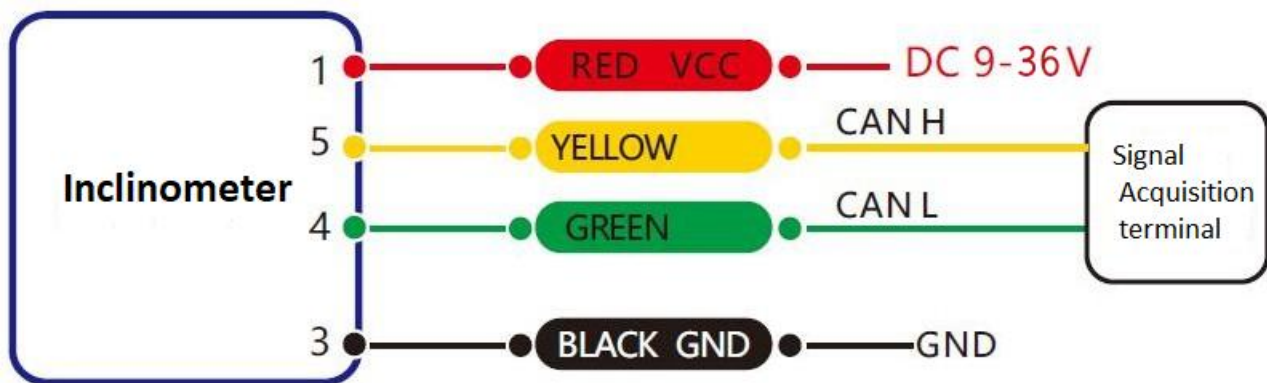 1 RED VCC DC 9-36V
5 YELLOW CAN H
4 GREEN CAN L
3 BLACK GND GND
Inclinometer
Signal
Acquisition
terminal